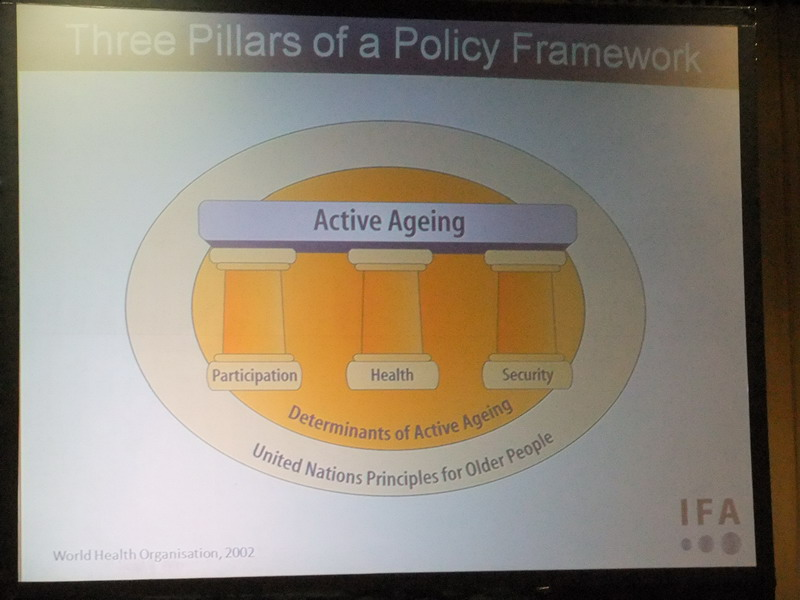 Three Pillars of a Policy Framework
Active Ageing
Participation
Health
Security
Determinants of Active Ageing
United Nations Principles for Older People
IFA
World Health Organisation, 2002